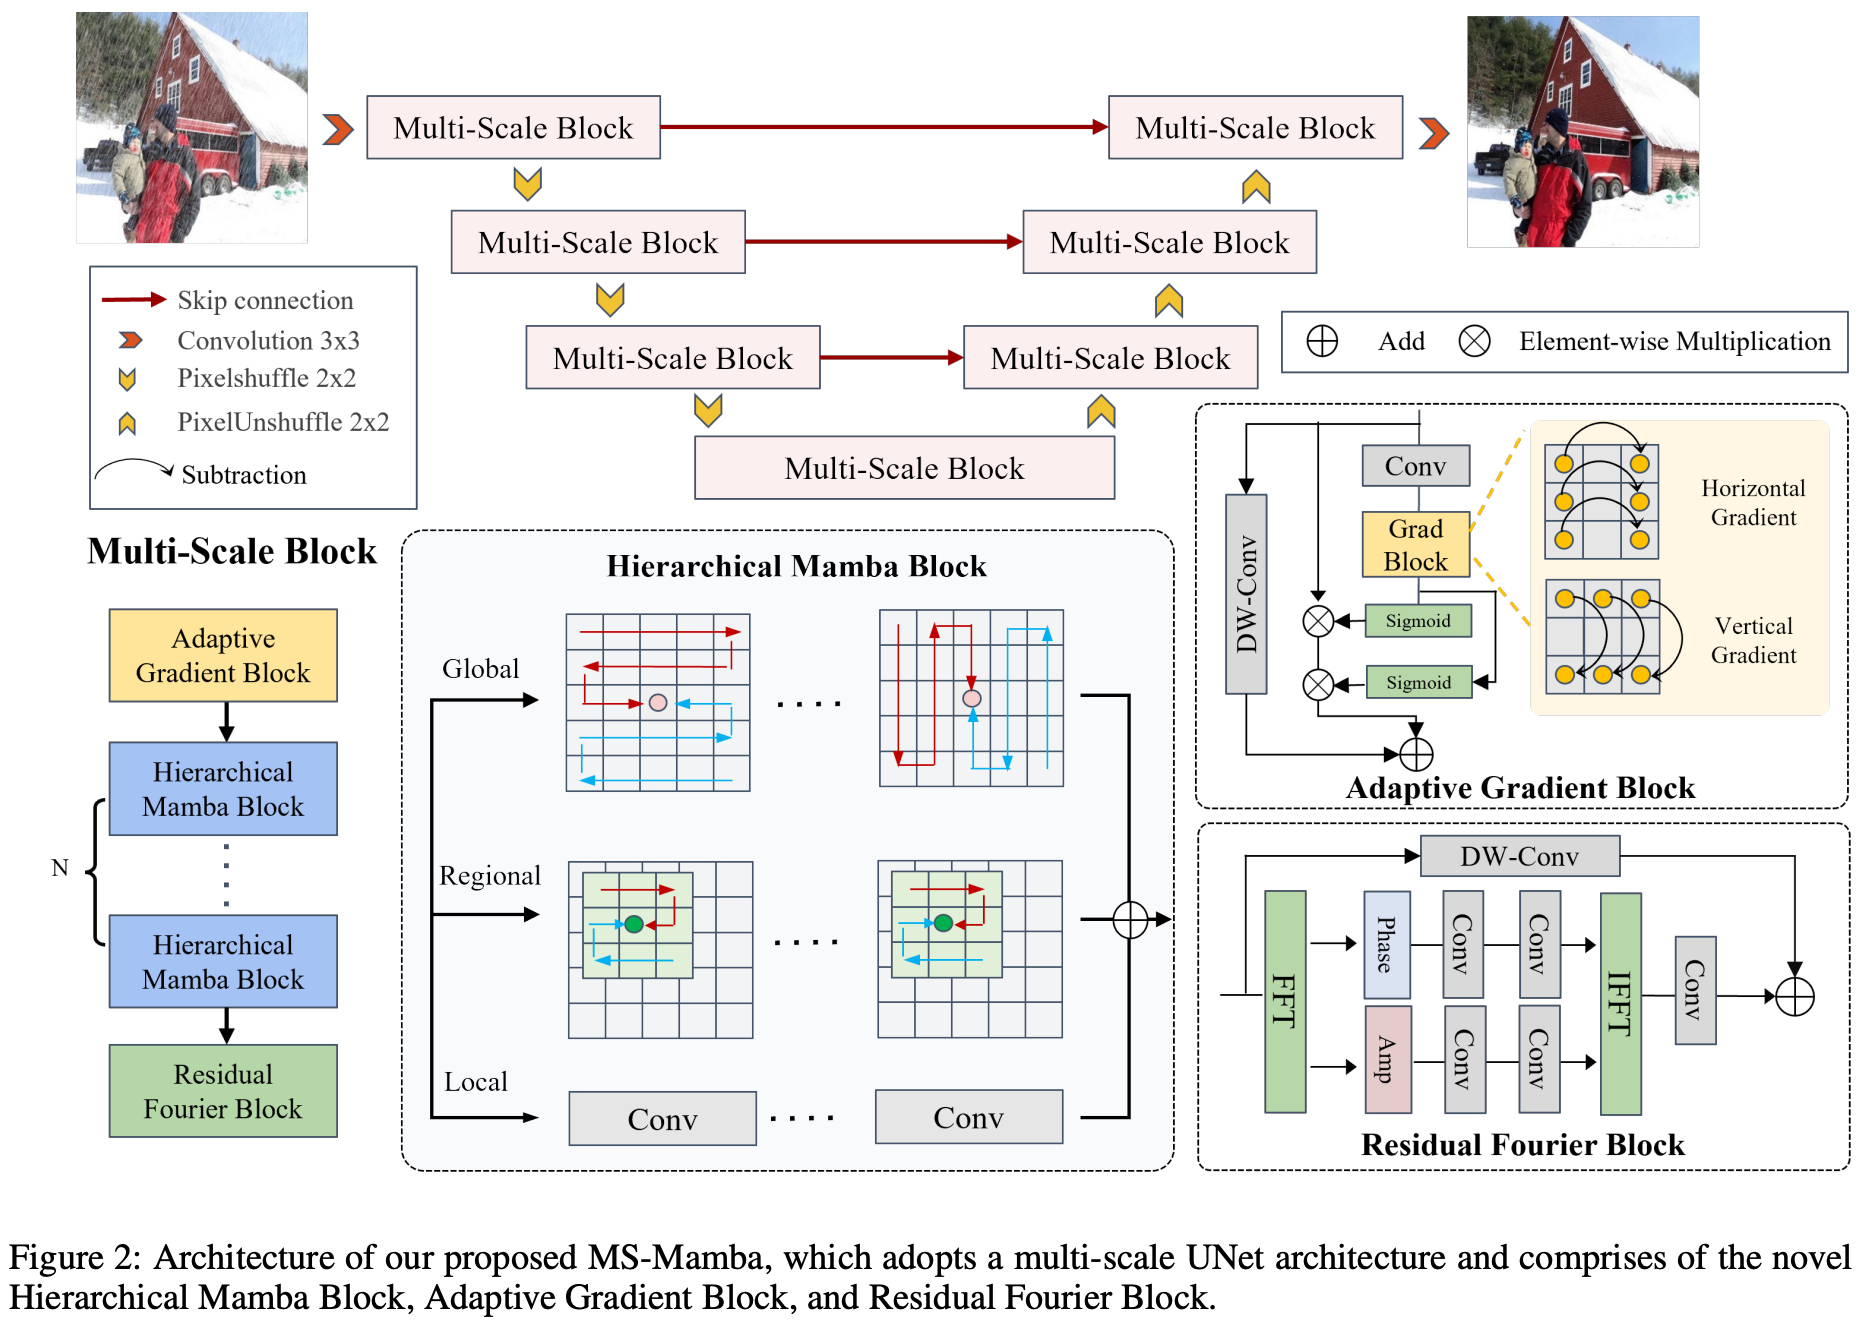 Multi-Scale Block
Multi-Scale Block
Multi-Scale Block
Multi-Scale Block
Multi-Scale Block
Multi-Scale Block
Multi-Scale Block
Skip connection
Convolution 3x3
Pixelshuffle 2x2
PixelUnshuffle 2x2
Subtraction
Add
Element-wise Multiplication
Multi-Scale Block
Adaptive
Gradient Block
Hierarchical
Mamba Block
N
Hierarchical
Mamba Block
Residual
Fourier Block
Hierarchical Mamba Block
Global
Regional
Local
Conv
Conv
Conv
Grad
Block
DW-Conv
Sigmoid
Sigmoid
Horizontal
Gradient
Vertical
Gradient
Adaptive Gradient Block
DW-Conv
FFT
Phase
Conv
Conv
Amp
Conv
Conv
IFFT
Conv
Residual Fourier Block
Figure 2: Architecture of our proposed MS-Mamba, which adopts a multi-scale UNet architecture and comprises of the novel
Hierarchical Mamba Block, Adaptive Gradient Block, and Residual Fourier Block.